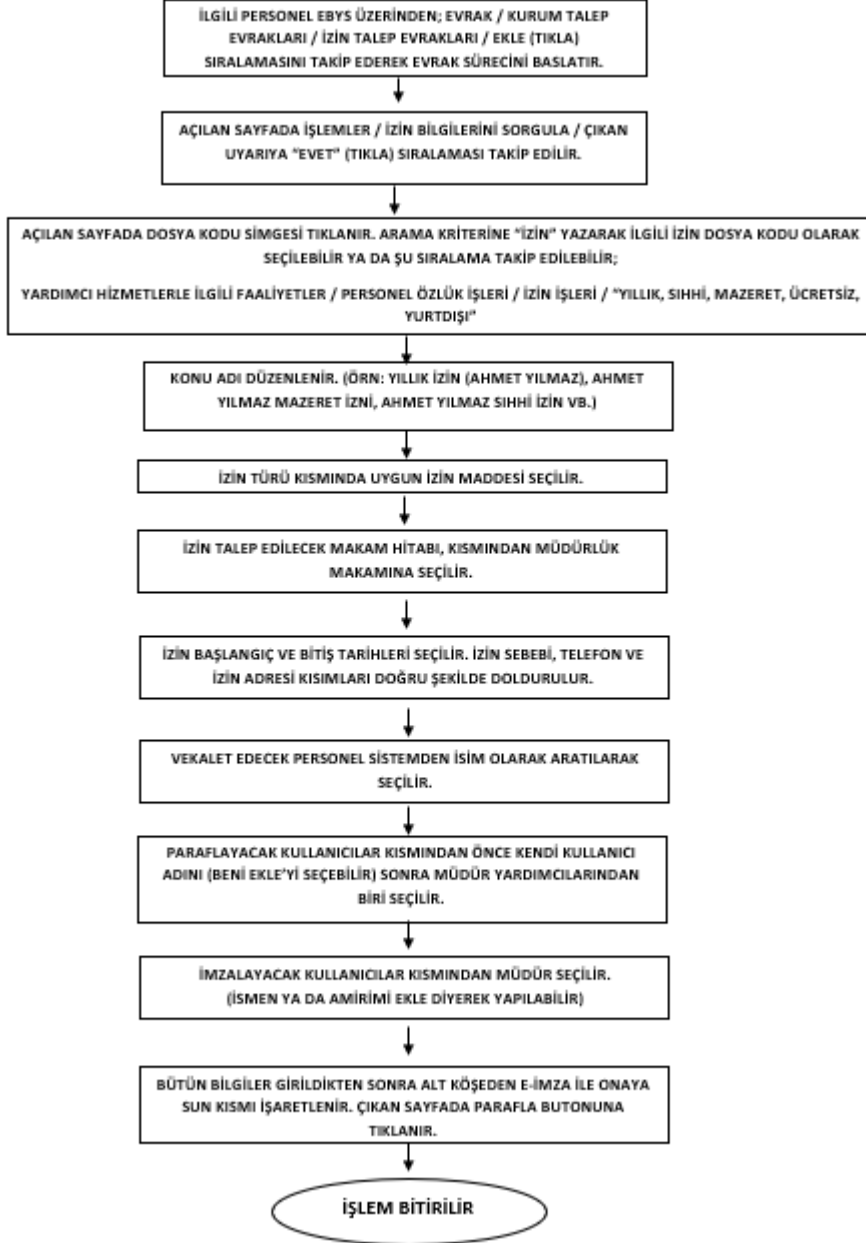 İLGİLİ PERSONEL EBYS ÜZERİNDEN; EVRAK / KURUM TALEP
EVRAKLARI / İZİN TALEP EVRAKLARI / EKLE (TIKLA)
SIRALAMASINI TAKİP EDEREK EVRAK SÜRECİNİ BASLATIR.
AÇILAN SAYFADA İŞLEMLER / İZİN BİLGİLERİNİ SORGULA / ÇIKAN
UYARIYA “EVET” (TIKLA) SIRALAMASI TAKİP EDİLİR.
AÇILAN SAYFADA DOSYA KODU SİMGESİ TIKLANIR. ARAMA KRİTERİNE “İZİN” YAZARAK İLGİLİ İZİN DOSYA KODU OLARAK
SEÇİLEBİLİR YA DA ŞU SIRALAMA TAKİP EDİLEBİLİR;
YARDIMCI HİZMETLERLE İLGİLİ FAALİYETLER / PERSONEL ÖZLÜK İŞLERİ / İZİN İŞLERİ / “YILLIK, SIHHİ, MAZERET, ÜCRETSİZ,
YURTDIŞI”
KONU ADI DÜZENLENİR. (ÖRN: YILLIK İZİN (AHMET YILMAZ), AHMET
YILMAZ MAZERET İZNİ, AHMET YILMAZ SIHHİ İZİN VB.)
İZİN TÜRÜ KISMINDA UYGUN İZİN MADDESİ SEÇİLİR.
İZİN TALEP EDİLECEK MAKAM HİTABI, KISMINDAN MÜDÜRLÜK
MAKAMINA SEÇİLİR.
İZİN BAŞLANGIÇ VE BİTİŞ TARİHLERİ SEÇİLİR. İZİN SEBEBİ, TELEFON VE
İZİN ADRESİ KISIMLARI DOĞRU ŞEKİLDE DOLDURULUR.
VEKALET EDECEK PERSONEL SİSTEMDEN İSİM OLARAK ARATILARAK
SEÇİLİR.
PARAFLAYACAK KULLANICILAR KISMINDAN ÖNCE KENDİ KULLANICI
ADINI (BENİ EKLE’Yİ SEÇEBİLİR) SONRA MÜDÜR YARDIMCILARINDAN
BİRİ SEÇİLİR.
İMZALAYACAK KULLANICILAR KISMINDAN MÜDÜR SEÇİLİR.
(İSMEN YA DA AMİRİMİ EKLE DİYEREK YAPILABİLİR)
BÜTÜN BİLGİLER GİRİLDİKTEN SONRA ALT KÖŞEDEN E-İMZA İLE ONAYA
SUN KISMI İŞARETLENİR. ÇIKAN SAYFADA PARAFLA BUTONUNA
TIKLANIR.
İŞLEM BİTİRİLİR